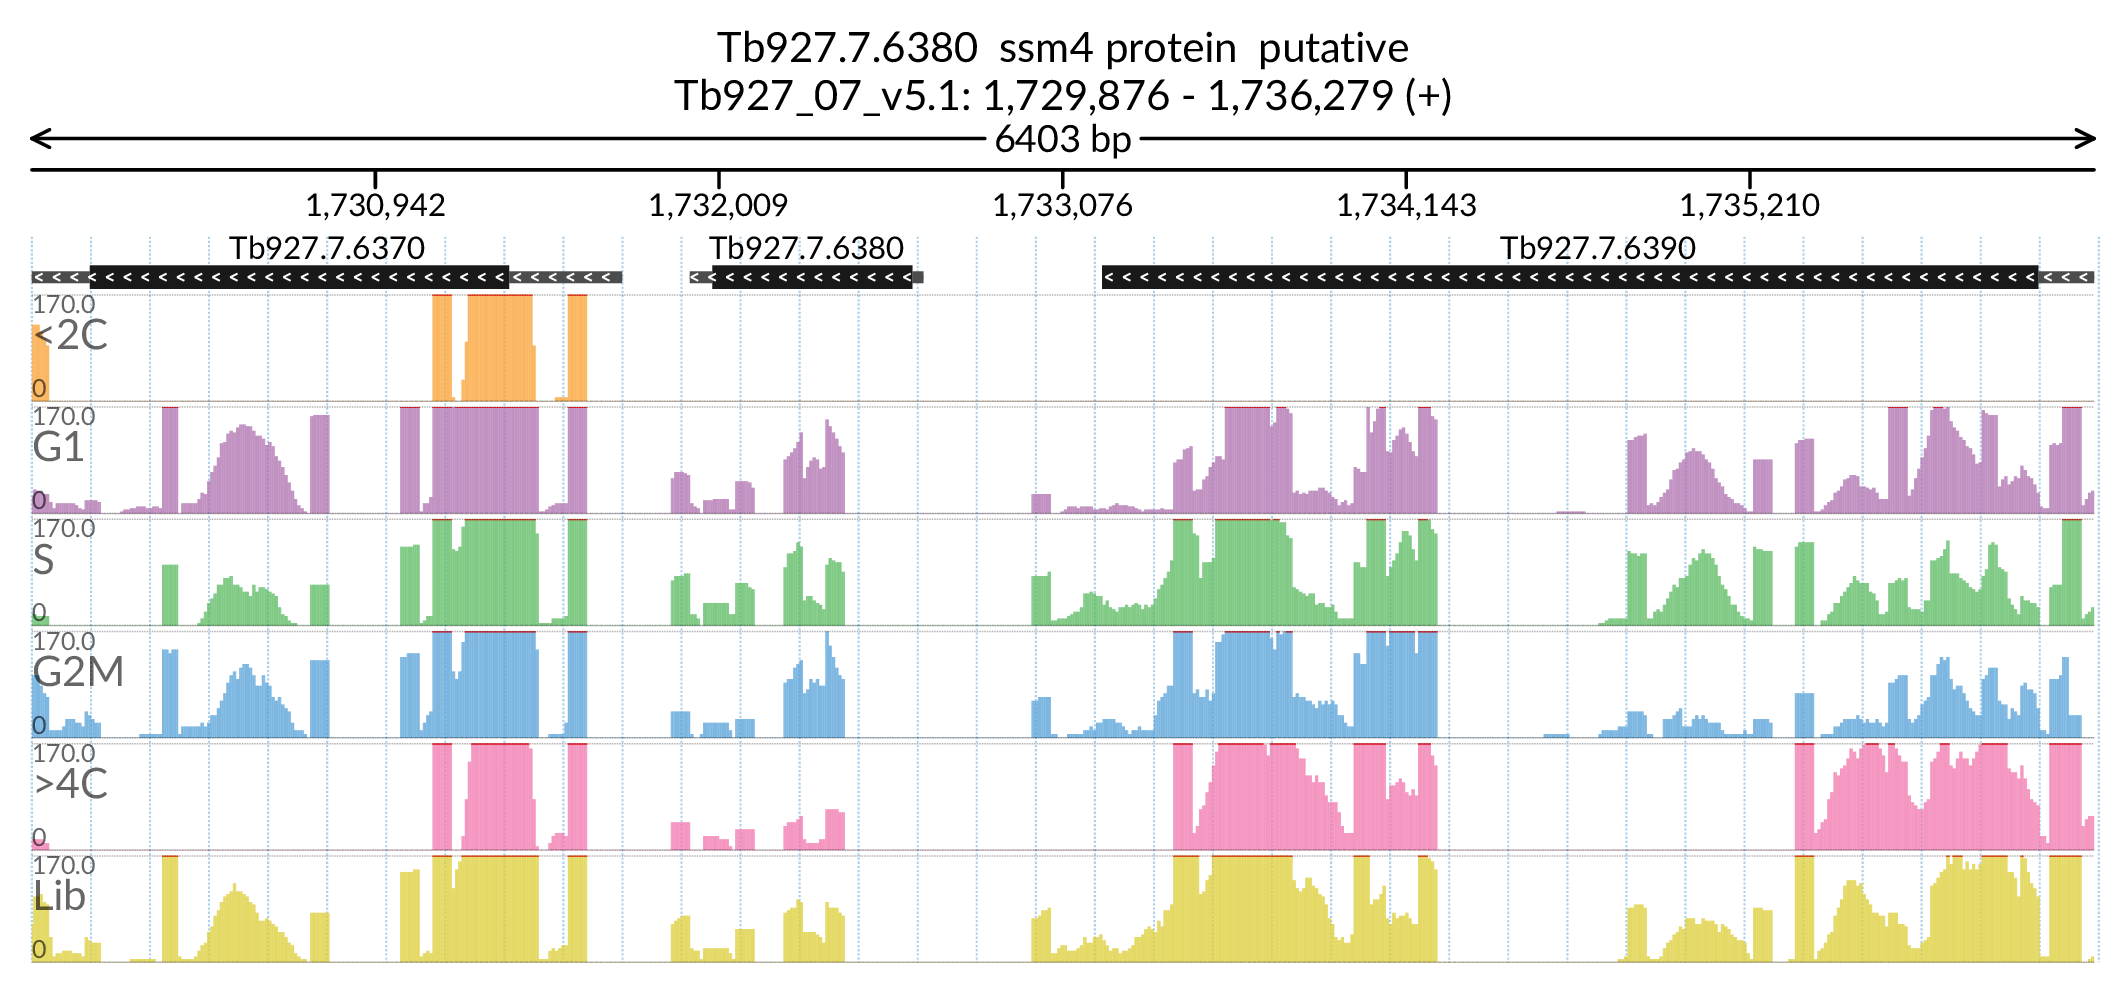 Tb927.7.6380 ssm4 protein putative
Tb927_07_v5.1: 1,729,876 - 1,736,279 (+)
6403 bp
1,730,942 1,732,009 1,733,076 1,734,143 1,735,210
Tb927.7.6370 Tb927.7.6380 Tb927.7.6390
170.0
<2C
0
170.0
G1
0
170.0
S
0
170.0
G2M
0
170.0
>4C
0
170.0
Lib
0